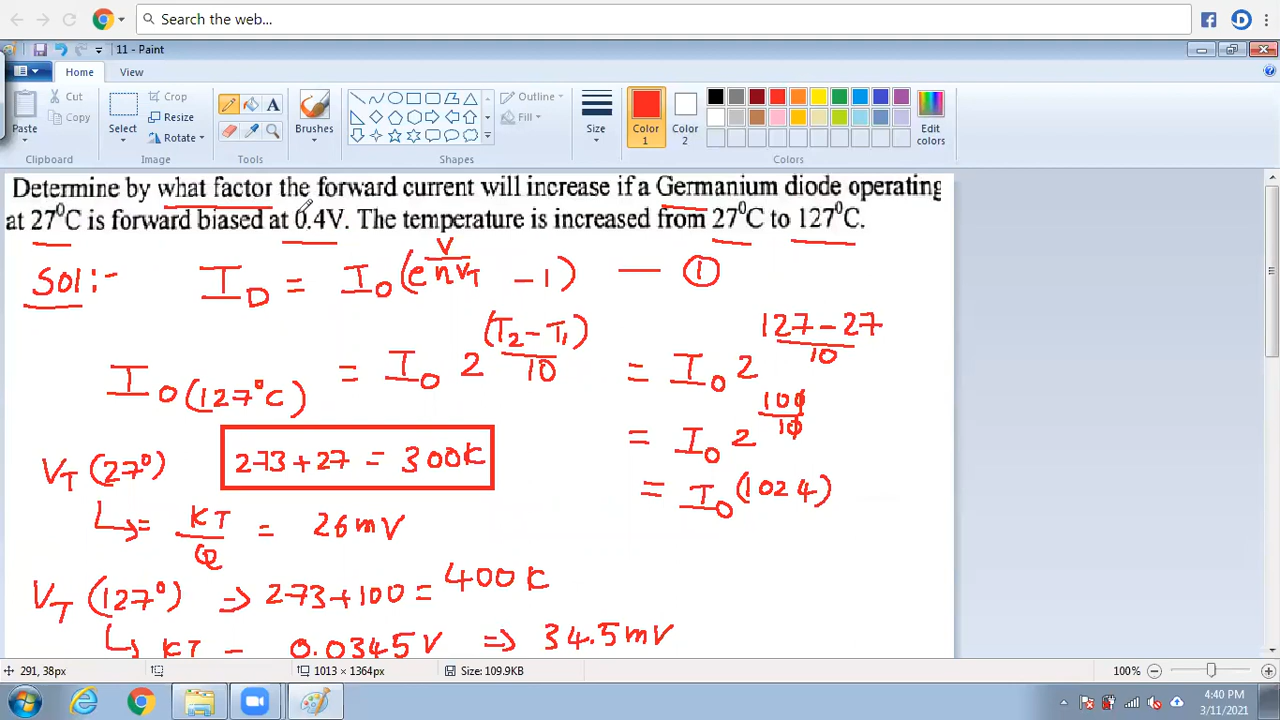 Search the web...
11 - Paint
Home
View
Paste
Cut
Copy
Clipboard
Select
Crop
Resize
Rotate
Image
A
Tools
Brushes
Shapes
Outline
Fill
Size
Color 1
Color 2
Edit colors
Colors
Determine by what factor the forward current will increase if a Germanium diode operating
at 27⁰C is forward biased at 0.4V. The temperature is increased from 27⁰C to 127⁰C.
Sol:- I_D = I_0 (e^(V/(nV_T)) - 1) — ①
I_0(127°C) = I_0 2^((T_2 - T_1)/10) = I_0 2^((127-27)/10)
= I_0 2^(100/10)
V_T (27°) 273+27 = 300K
= I_0 (1024)
↳ = KT/Q = 26mV
V_T (127°) → 273+100 = 400K
↳ KT = 0.0345V ⇒ 34.5mV
291, 38px
1013 × 1364px
Size: 109.9KB
100%
4:40 PM
3/11/2021